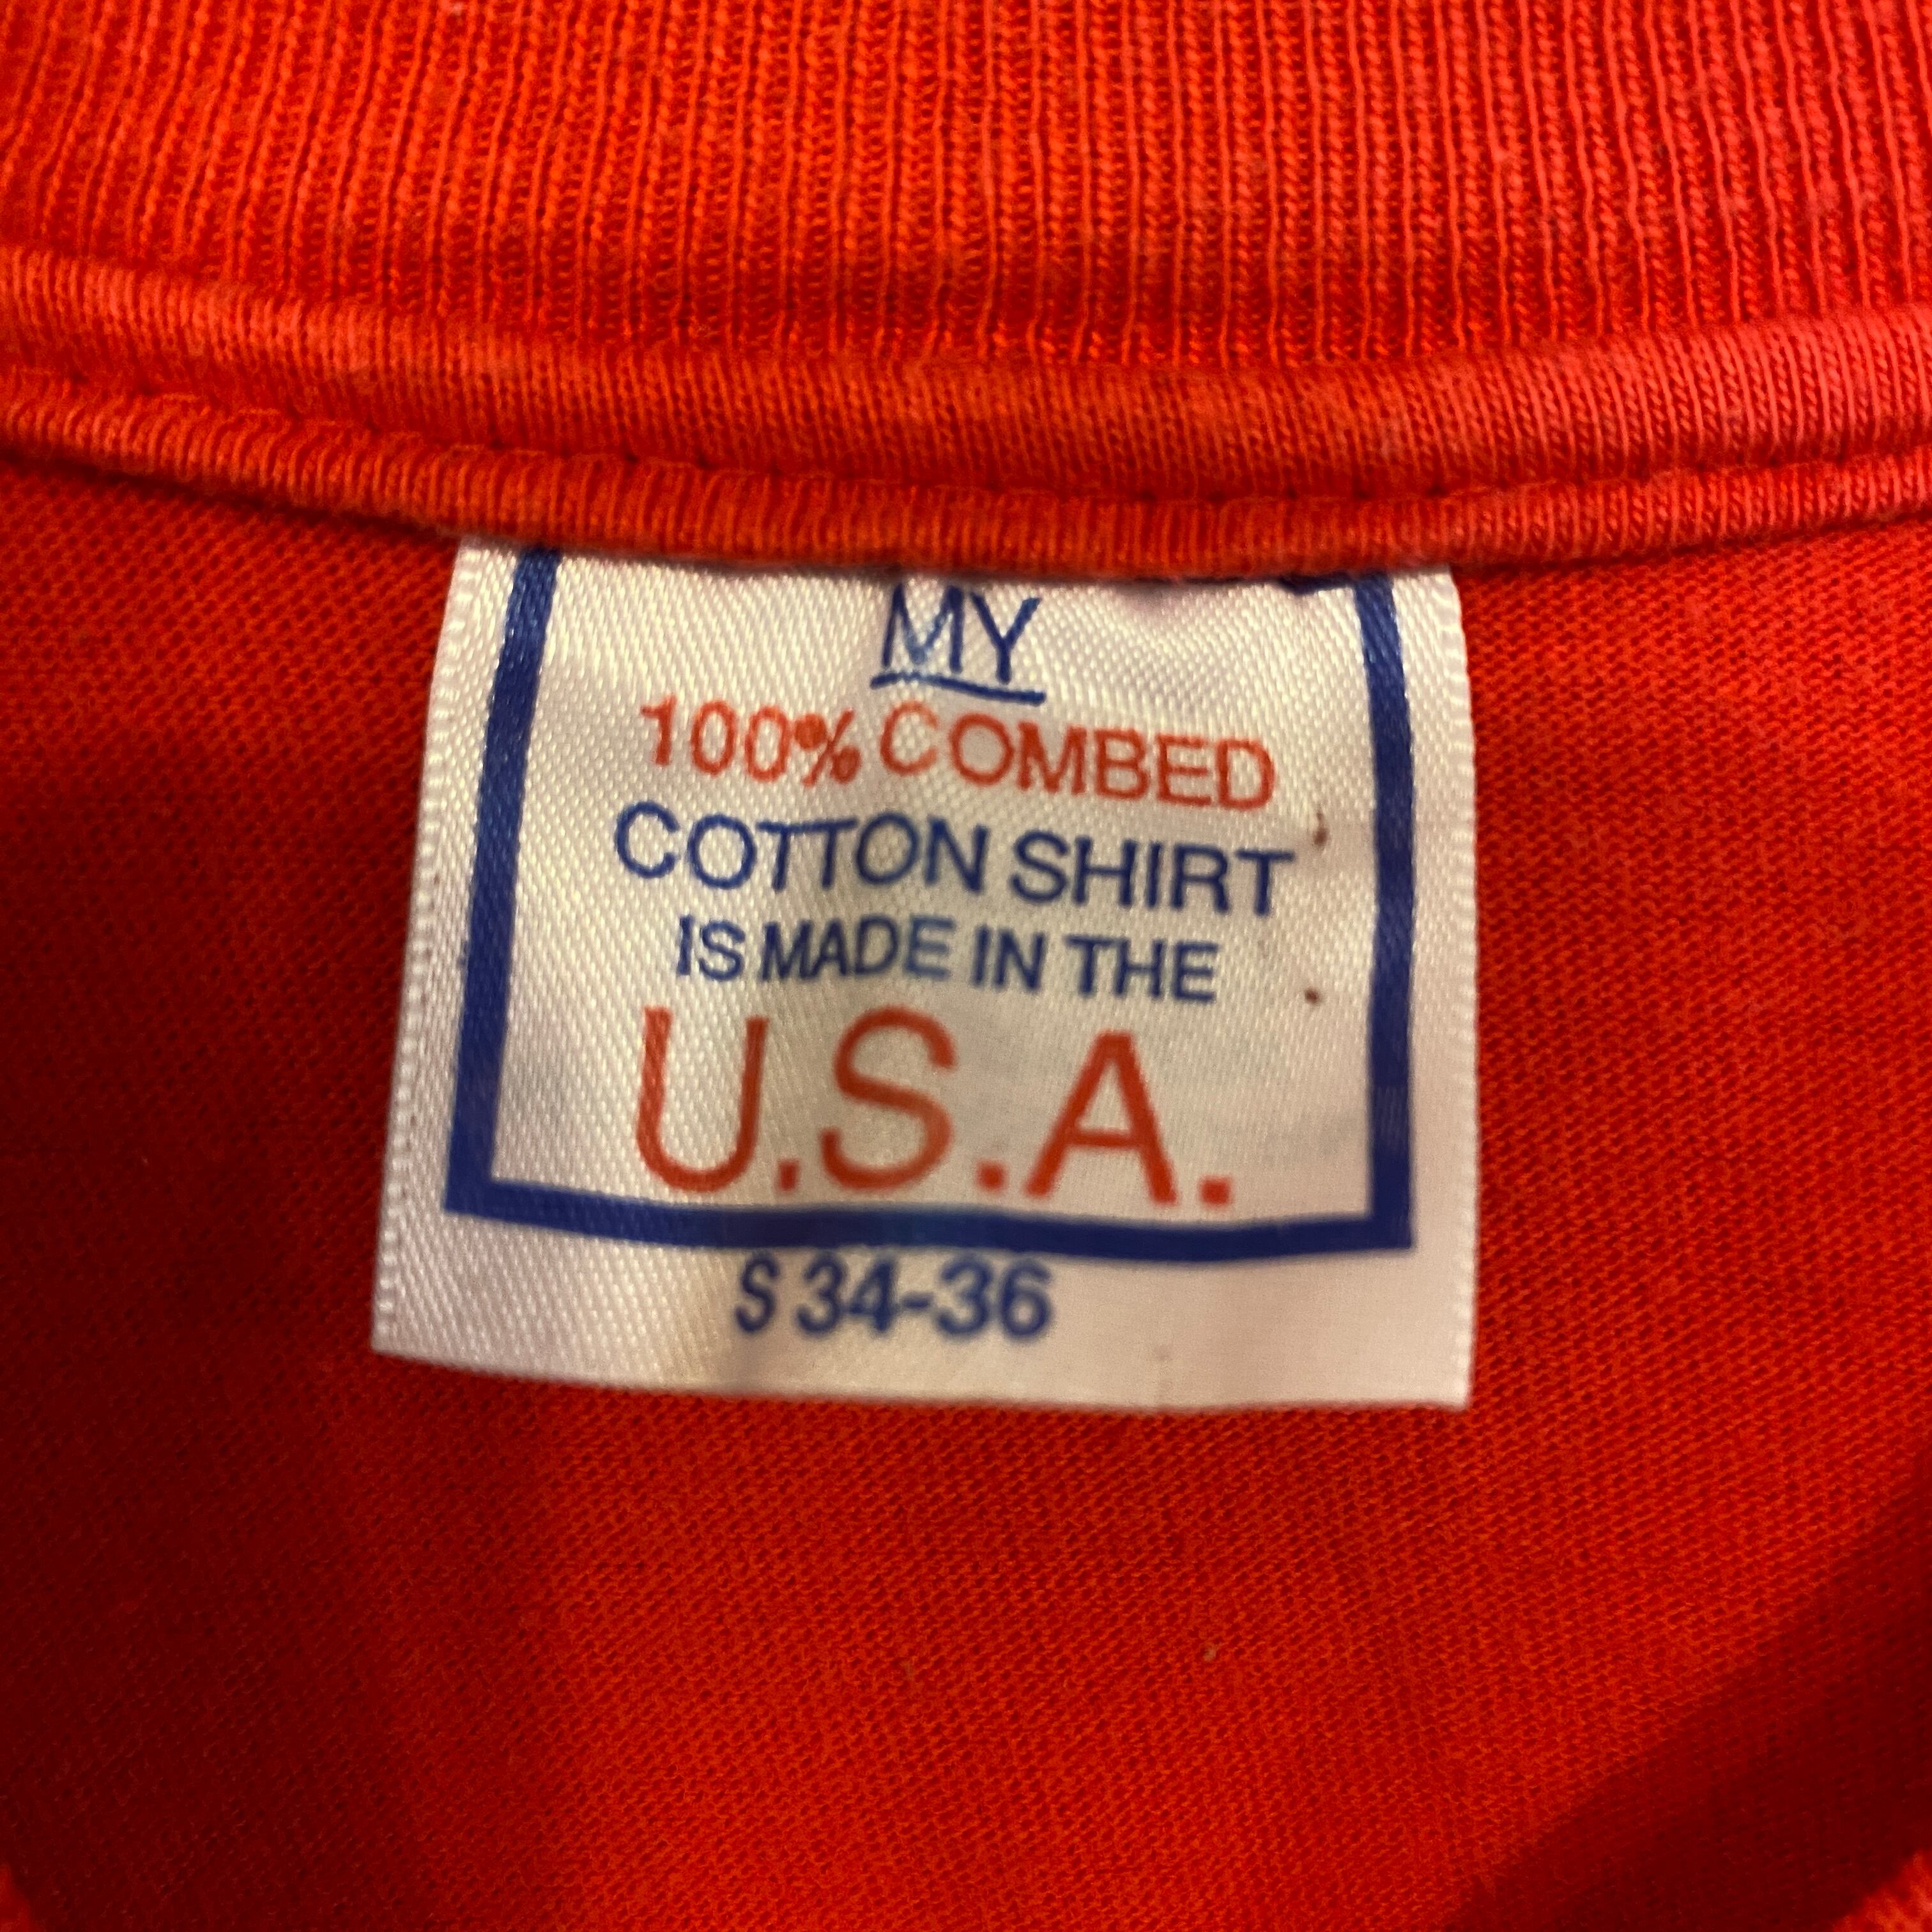 MY
100% COMBED
COTTON SHIRT
IS MADE IN THE
U.S.A.
S 34-36